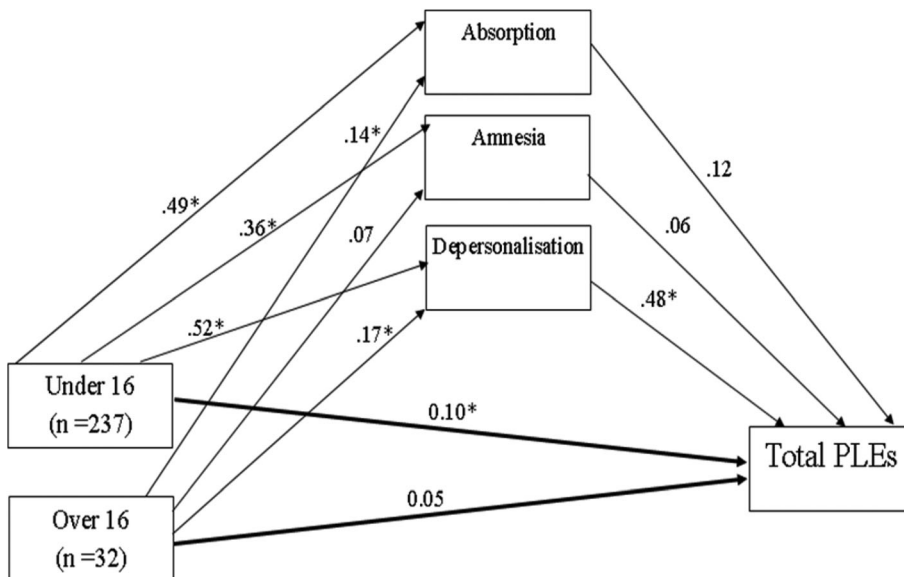 Absorption
.14*
Amnesia
.12
.49*
.36*
.07
.06
Depersonalisation
.52*
.17*
.48*
Under 16
(n =237)
0.10*
Total PLEs
0.05
Over 16
(n =32)